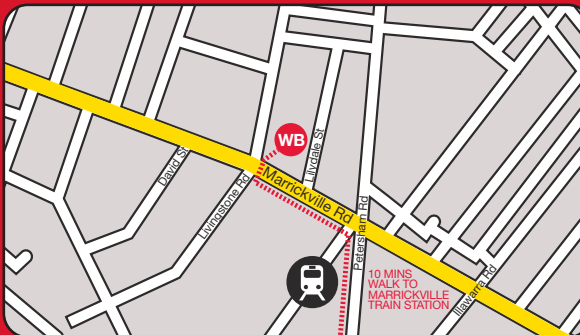 WB
Lilydale St
David St
Marrickville Rd
Livingstone Rd
Petersham Rd
10 MINS
WALK TO
MARRICKVILLE
TRAIN STATION
Illawarra Rd